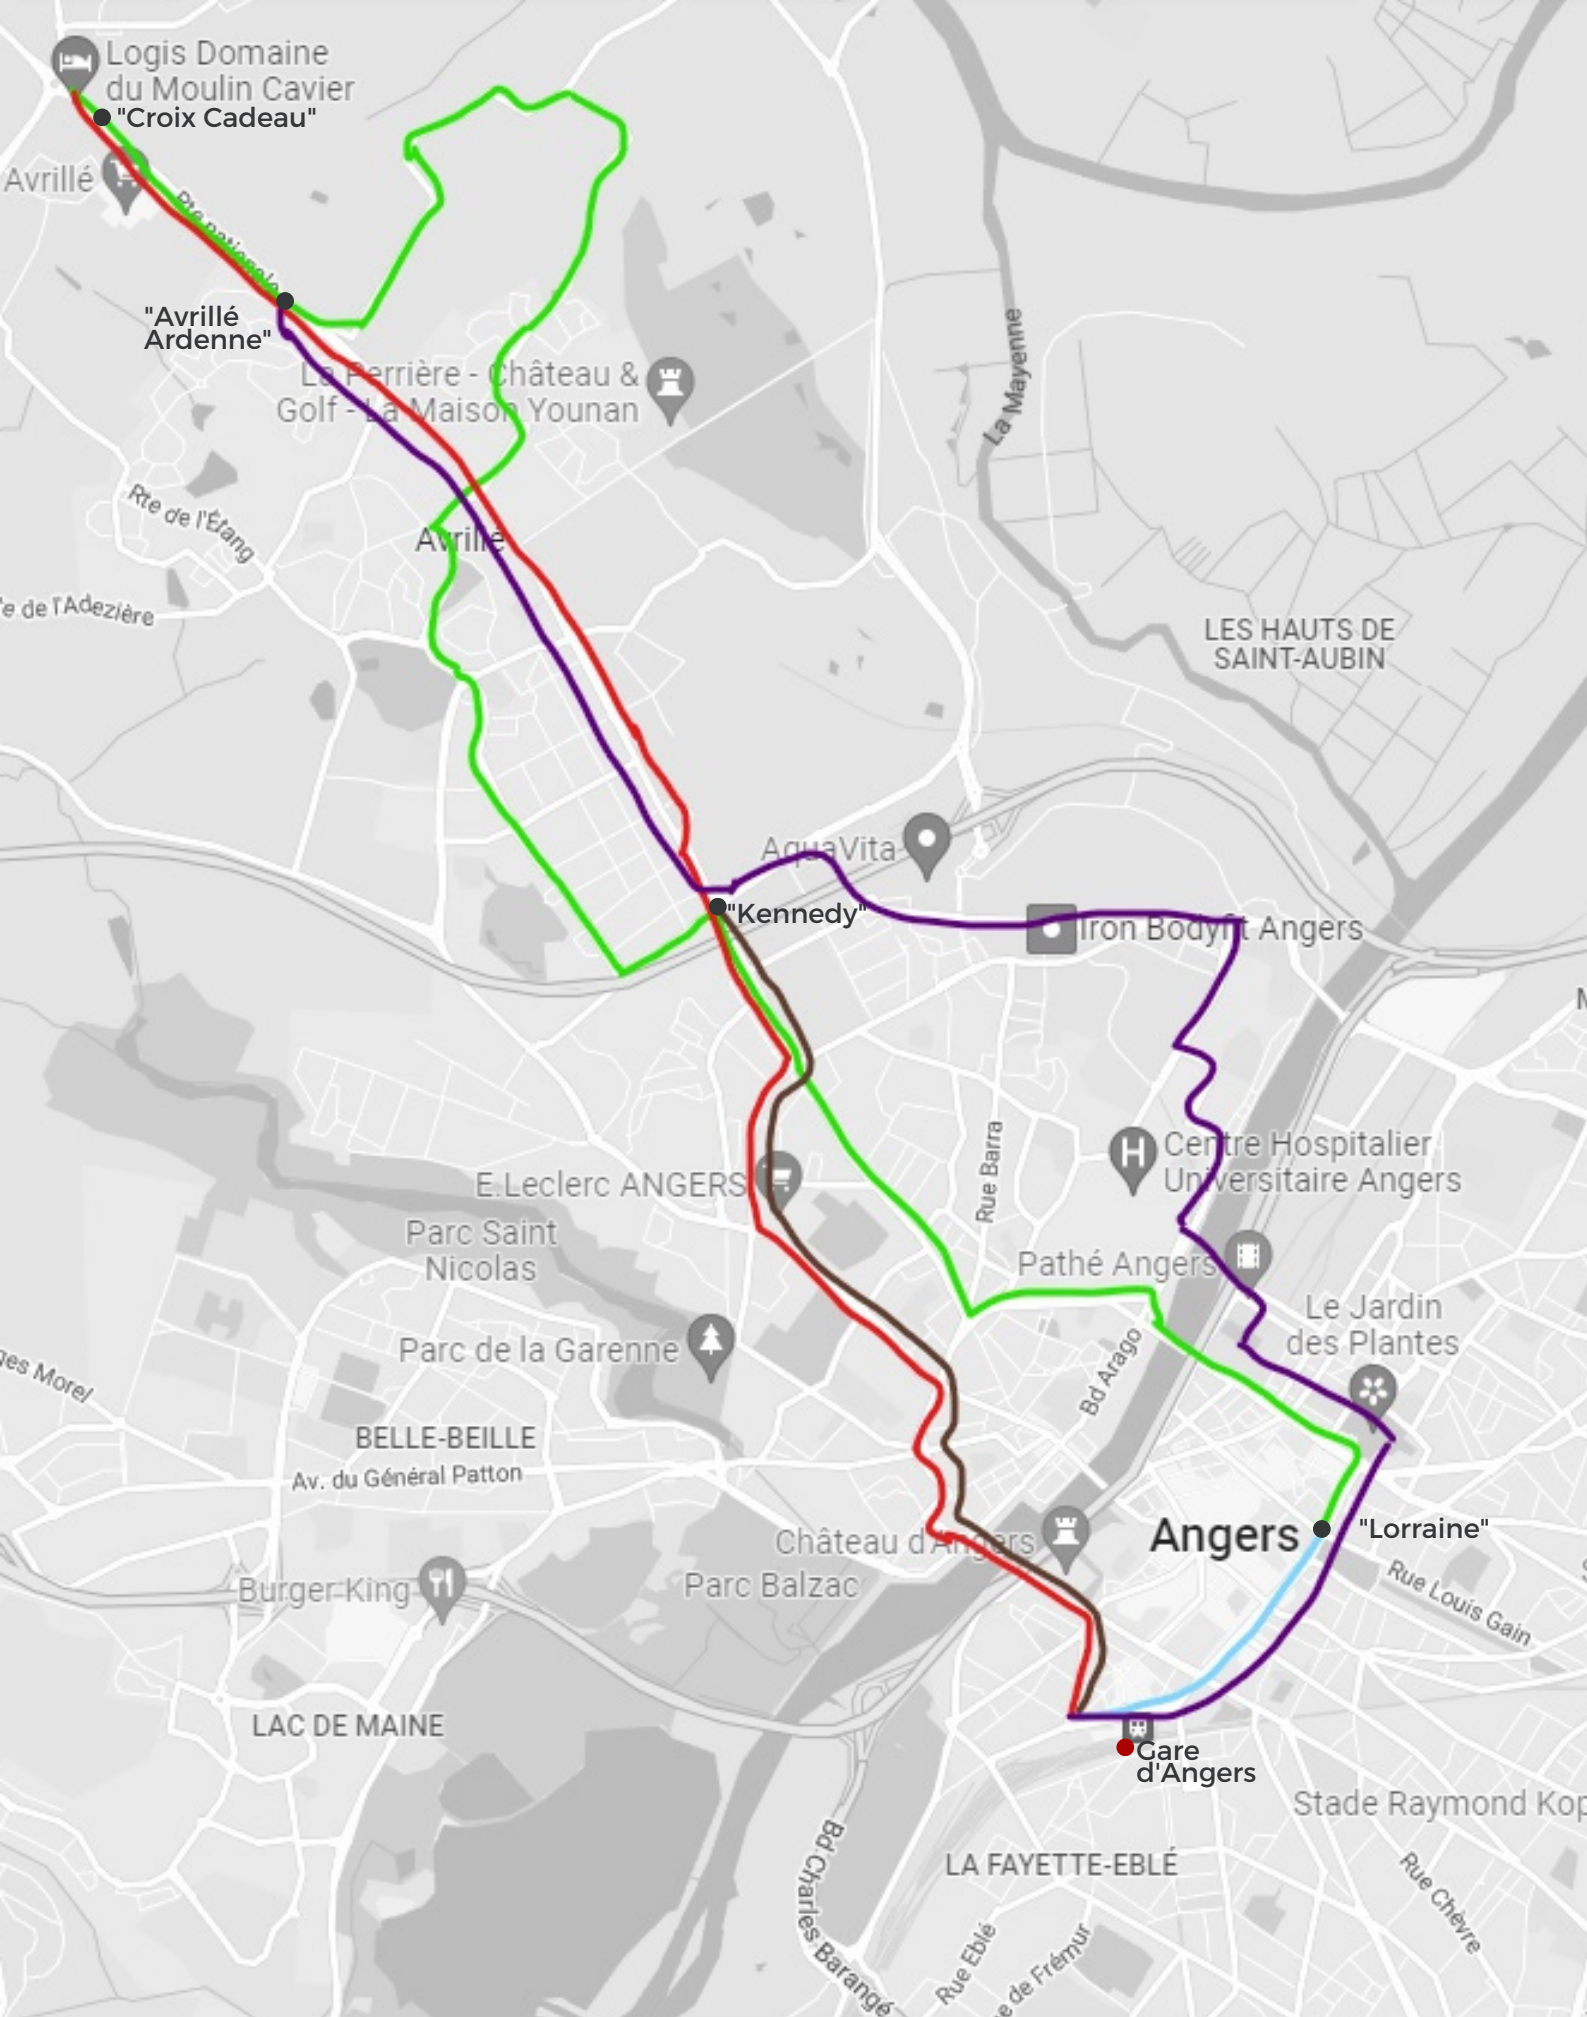 Logis Domaine
du Moulin Cavier
"Croix Cadeau"
Avrillé
Rte nationale
"Avrillé
Ardenne"
La Perrière - Château &
Golf - La Maison Younan
La Mayenne
Rte de l'Étang
Avrillé
e de l'Adezière
LES HAUTS DE
SAINT-AUBIN
AquaVita
"Kennedy"
Iron Bodyfit Angers
E.Leclerc ANGERS
Rue Barra
Centre Hospitalier
Universitaire Angers
Parc Saint
Nicolas
Pathé Angers
Le Jardin
des Plantes
Parc de la Garenne
ges Morel
Bd Arago
BELLE-BEILLE
Av. du Général Patton
Château d'Angers
Angers
"Lorraine"
Parc Balzac
Burger King
Rue Louis Gain
LAC DE MAINE
Gare
d'Angers
Stade Raymond Kop
Bd Charles Barangé
LA FAYETTE-EBLÉ
Rue Chèvre
Rue Eblé
e de Frémur